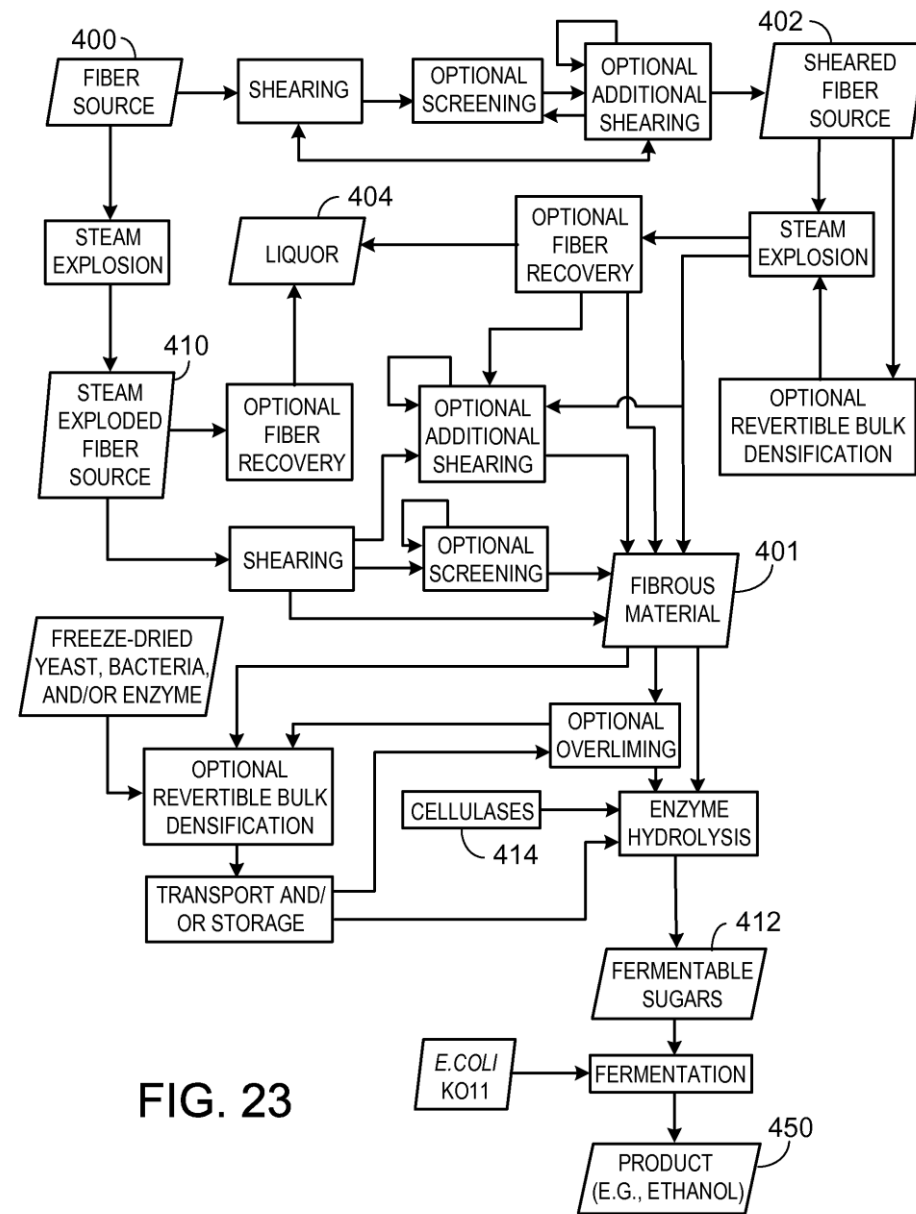 400
FIBER
SOURCE
SHEARING
OPTIONAL
SCREENING
OPTIONAL
ADDITIONAL
SHEARING
402
SHEARED
FIBER
SOURCE
STEAM
EXPLOSION
404
LIQUOR
OPTIONAL
FIBER
RECOVERY
STEAM
EXPLOSION
410
STEAM
EXPLODED
FIBER
SOURCE
OPTIONAL
FIBER
RECOVERY
OPTIONAL
ADDITIONAL
SHEARING
OPTIONAL
REVERTIBLE BULK
DENSIFICATION
SHEARING
OPTIONAL
SCREENING
401
FIBROUS
MATERIAL
FREEZE-DRIED
YEAST, BACTERIA,
AND/OR ENZYME
OPTIONAL
OVERLIMING
OPTIONAL
REVERTIBLE BULK
DENSIFICATION
CELLULASES
414
ENZYME
HYDROLYSIS
TRANSPORT AND/
OR STORAGE
412
FERMENTABLE
SUGARS
E.COLI
KO11
FERMENTATION
FIG. 23
450
PRODUCT
(E.G., ETHANOL)